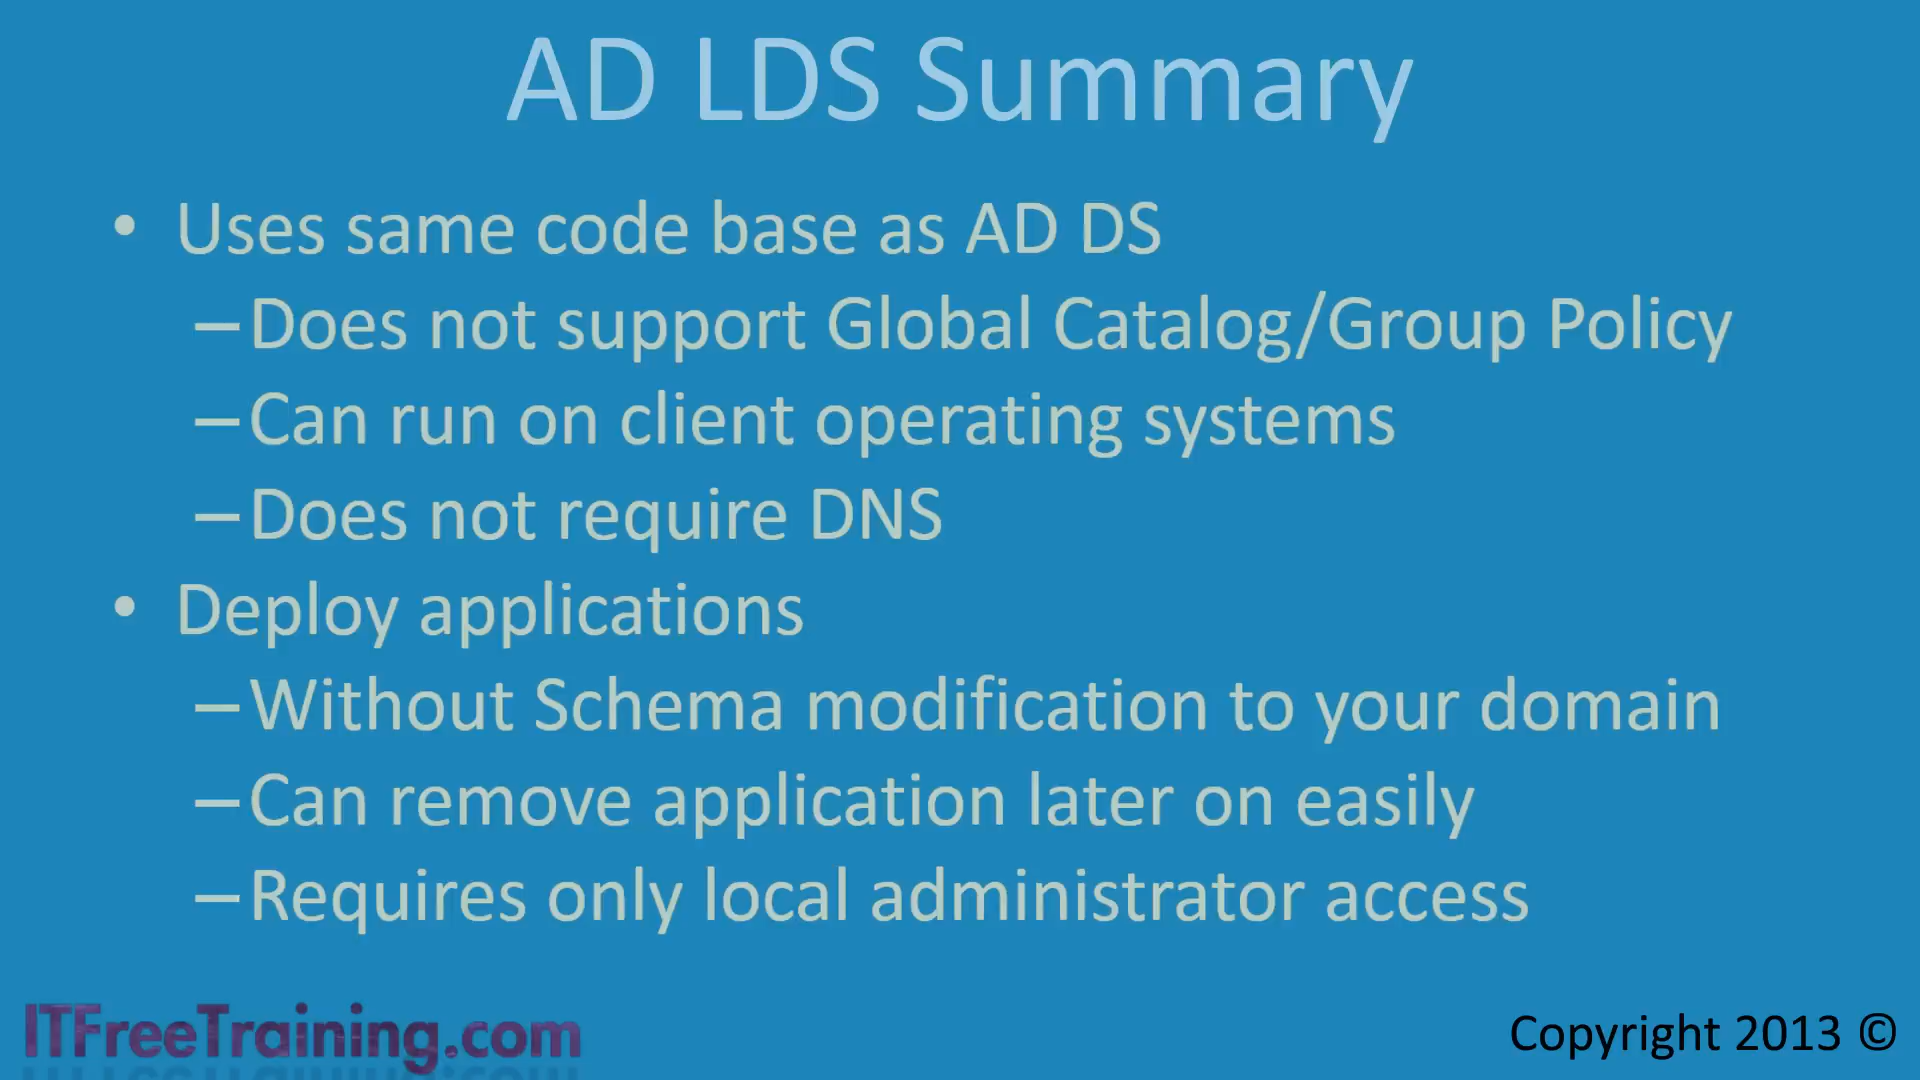 AD LDS Summary
• Uses same code base as AD DS
–Does not support Global Catalog/Group Policy
–Can run on client operating systems
–Does not require DNS
• Deploy applications
–Without Schema modification to your domain
–Can remove application later on easily
–Requires only local administrator access
ITFreeTraining.com
Copyright 2013 ©